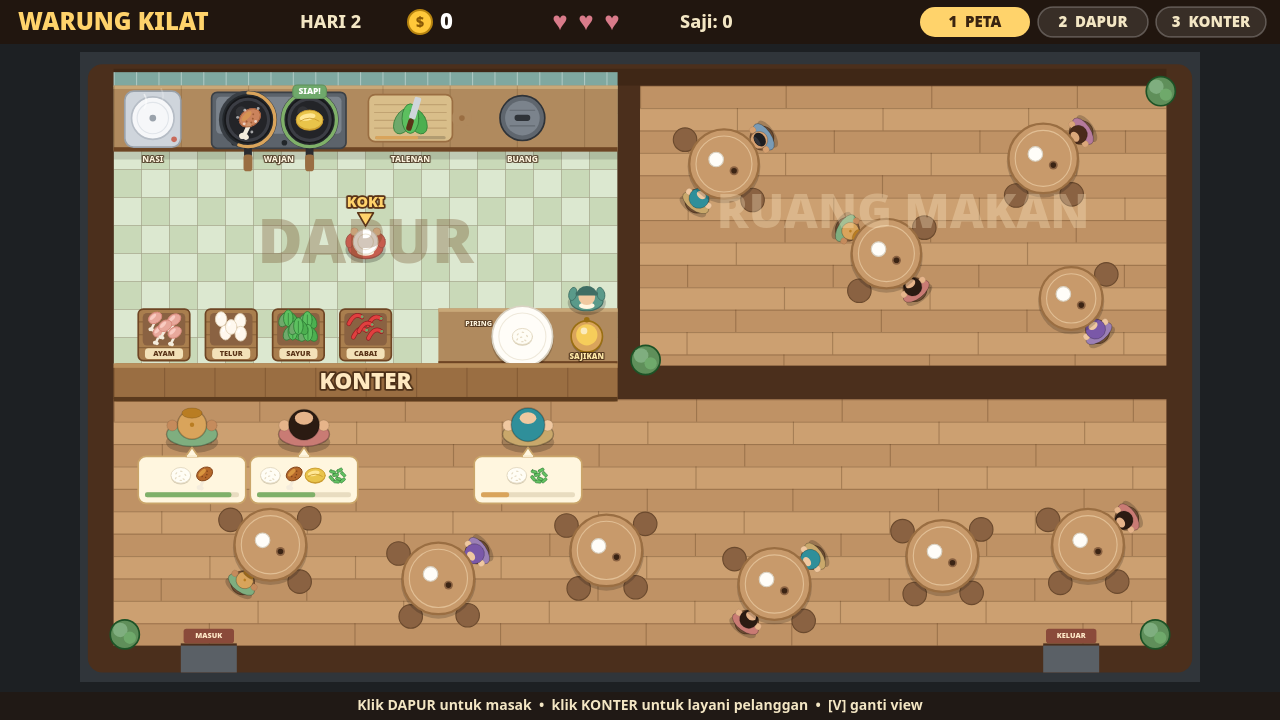 WARUNG KILAT
HARI 2
$ 0
♥ ♥ ♥
Saji: 0
1 PETA
2 DAPUR
3 KONTER
SIAP!
NASI
WAJAN
TALENAN
BUANG
KOKI
DAPUR
RUANG MAKAN
PIRING
AYAM
TELUR
SAYUR
CABAI
SAJIKAN
KONTER
MASUK
KELUAR
Klik DAPUR untuk masak • klik KONTER untuk layani pelanggan • [V] ganti view